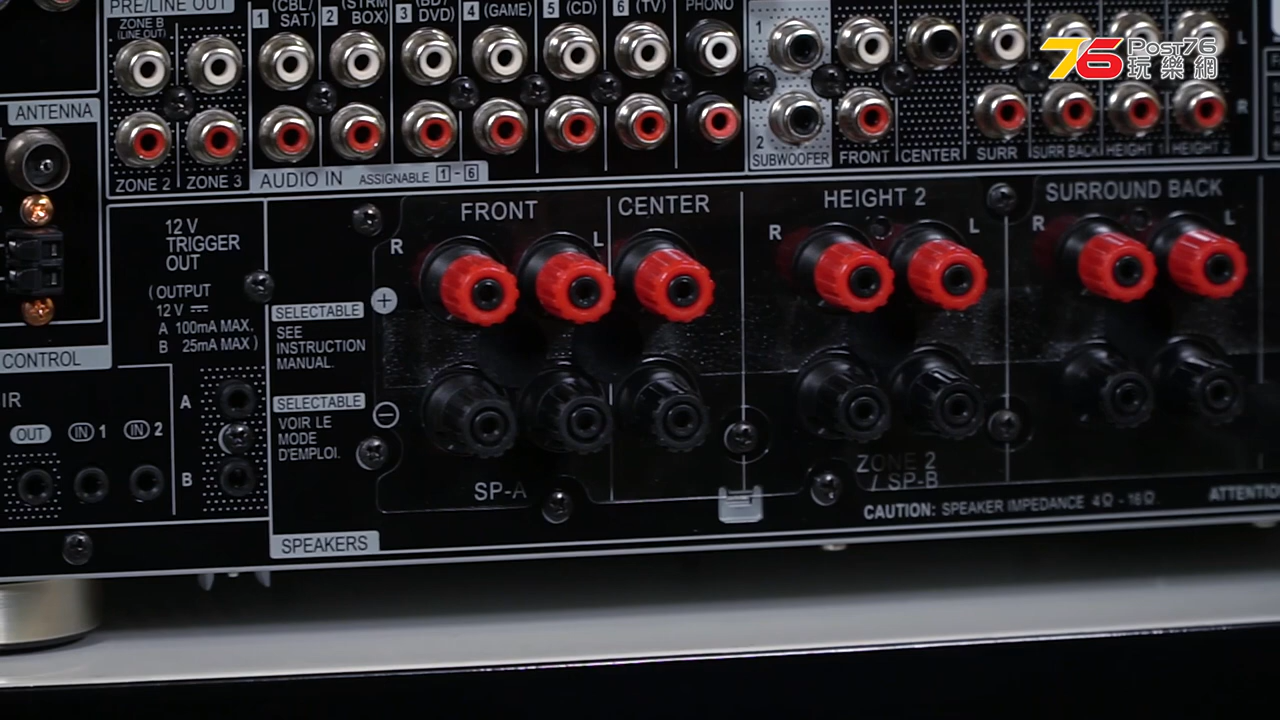 PRE/LINE OUT
ZONE B
(LINE OUT)
1 (CBL/
SAT)
2 (STRM
BOX)
3 (BD/
DVD)
4 (GAME)
5 (CD)
6 (TV)
PHONO
1
L
76 Post76
玩樂網
ANTENNA
ZONE 2
ZONE 3
AUDIO IN
ASSIGNABLE 1 - 6
2
SUBWOOFER
FRONT
CENTER
SURR
SURR BACK
HEIGHT 1
HEIGHT 2
R
12 V
TRIGGER
OUT
(OUTPUT
12 V
A 100mA MAX.
B 25mA MAX.)
FRONT
CENTER
HEIGHT 2
SURROUND BACK
R
L
R
L
R
L
+
SELECTABLE
SEE
INSTRUCTION
MANUAL.
SELECTABLE
VOIR LE
MODE
D'EMPLOI.
−
CONTROL
IR
OUT
IN 1
IN 2
A
B
SP-A
ZONE 2
/ SP-B
CAUTION: SPEAKER IMPEDANCE 4Ω - 16Ω
SPEAKERS